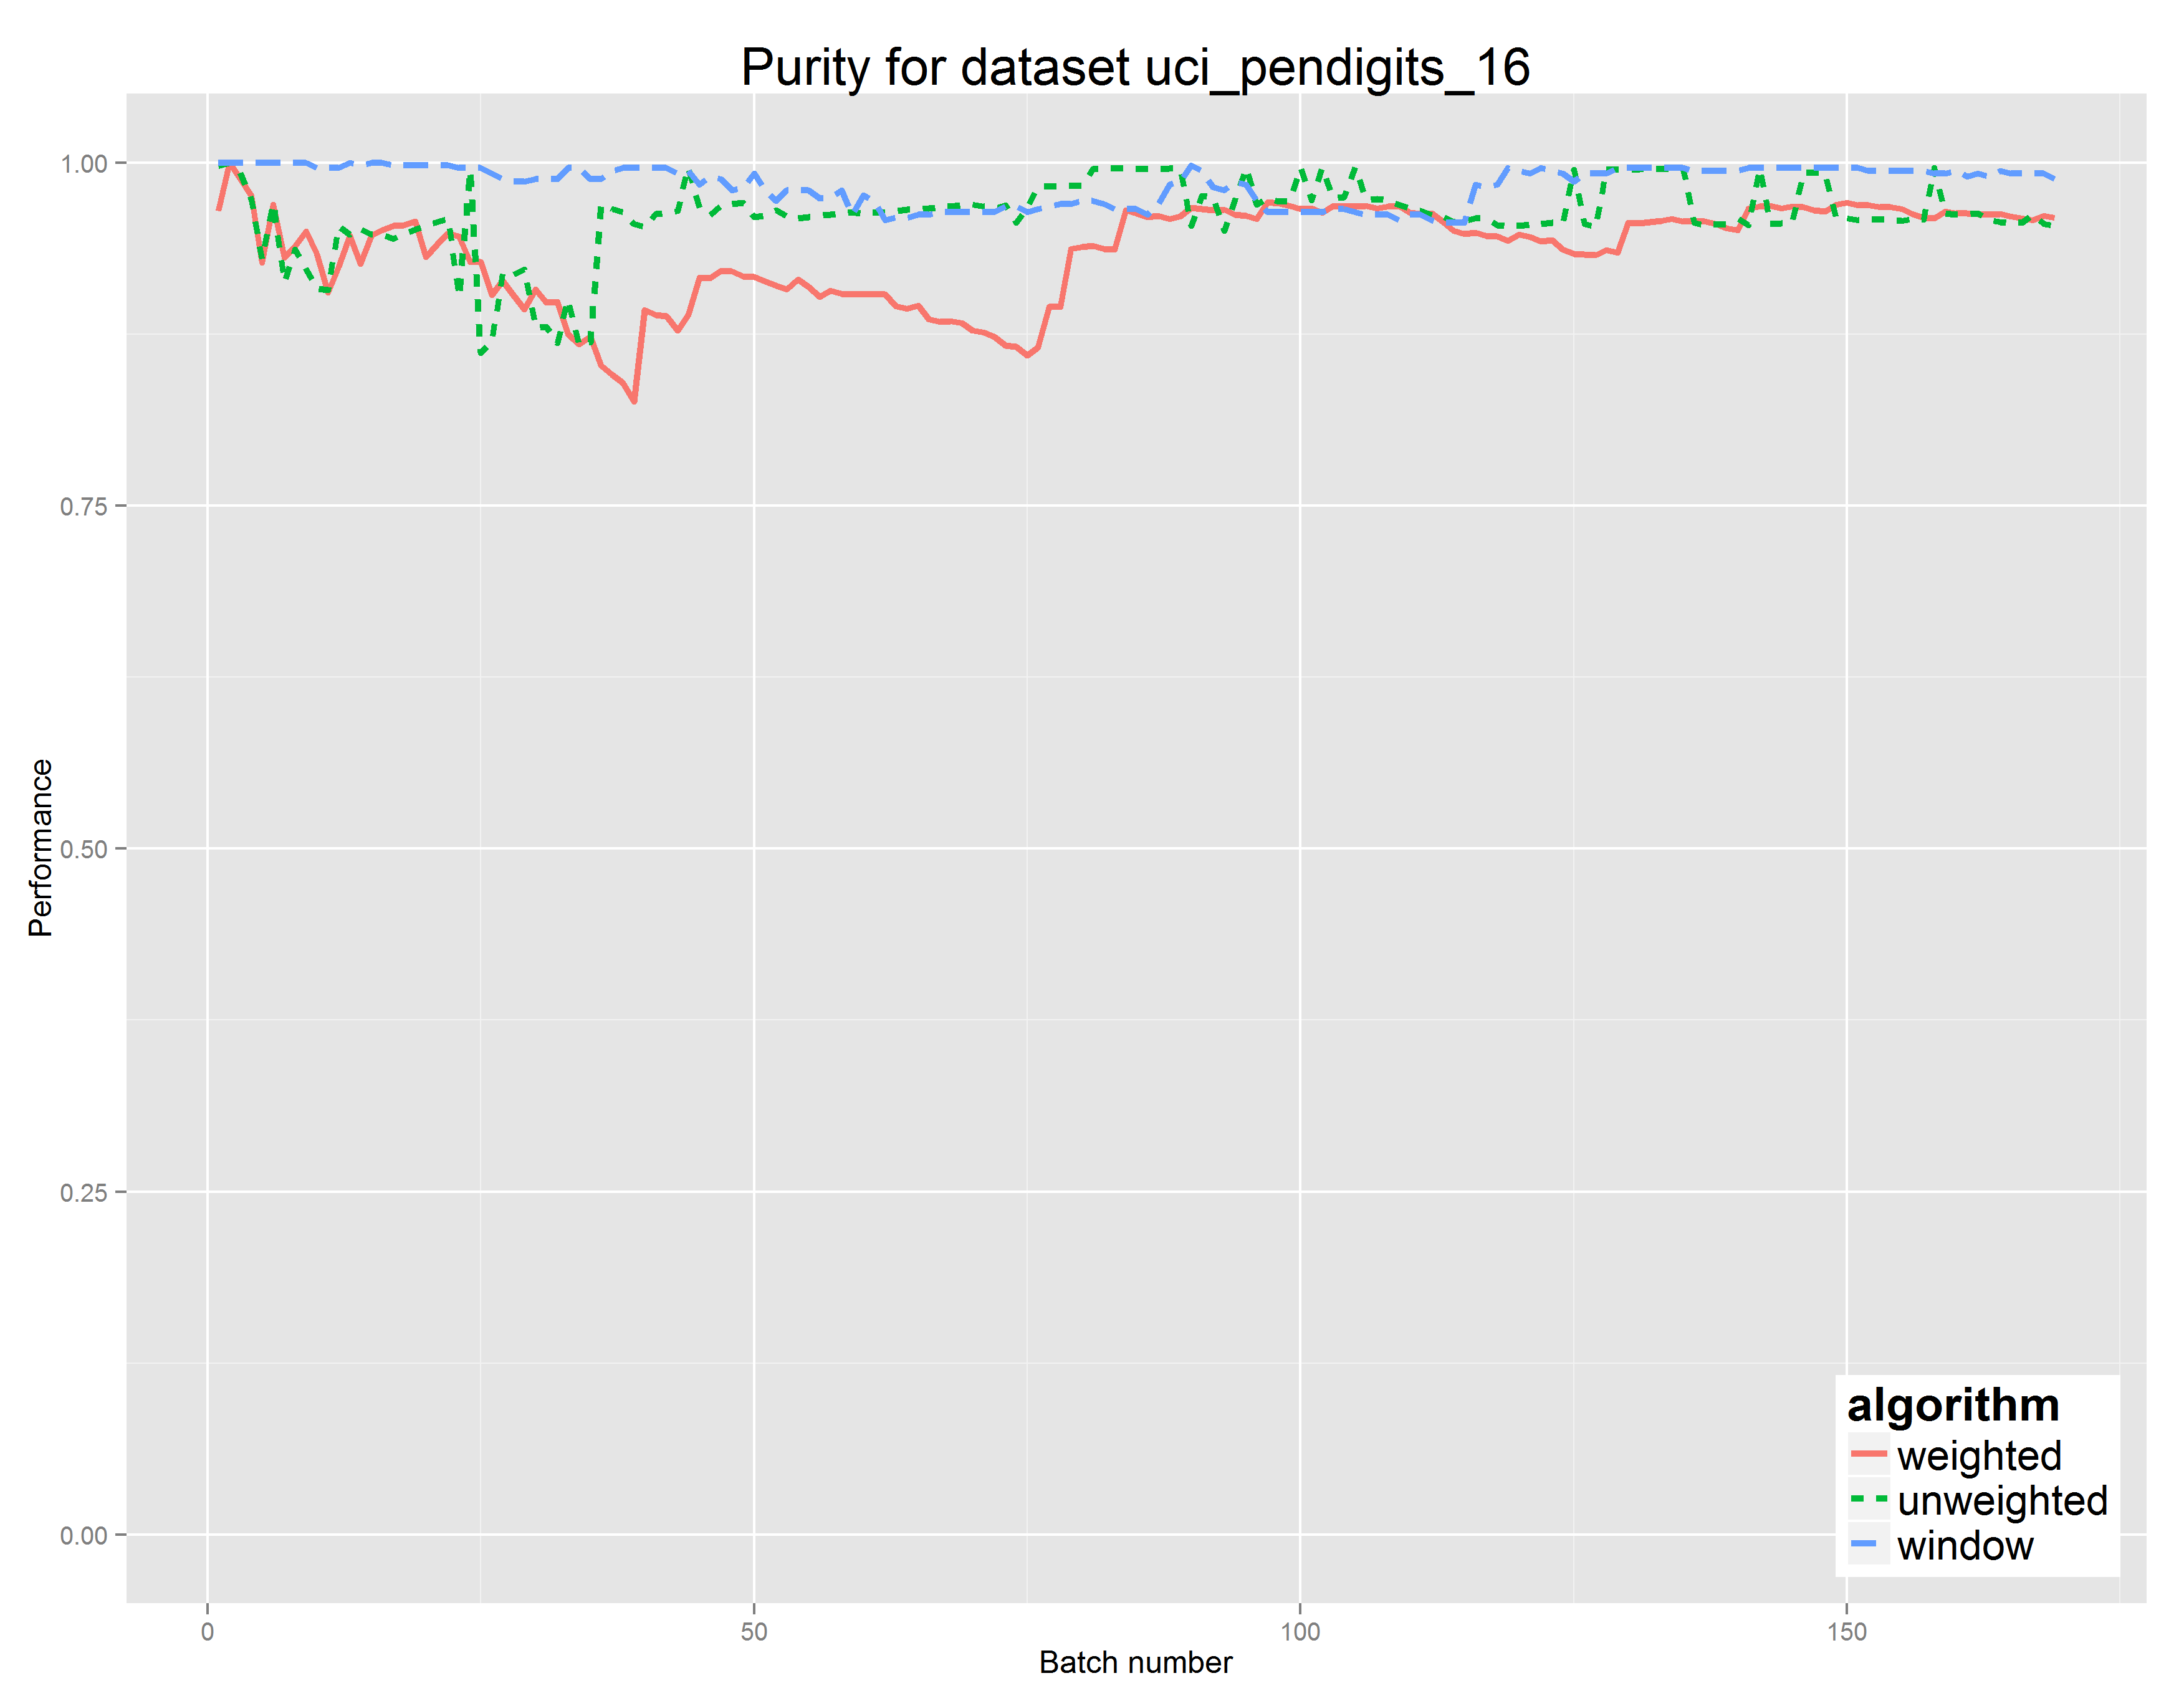 Purity for dataset uci_pendigits_16
1.00
0.75
0.50
0.25
0.00
Performance
0
50
100
150
Batch number
algorithm
weighted
unweighted
window